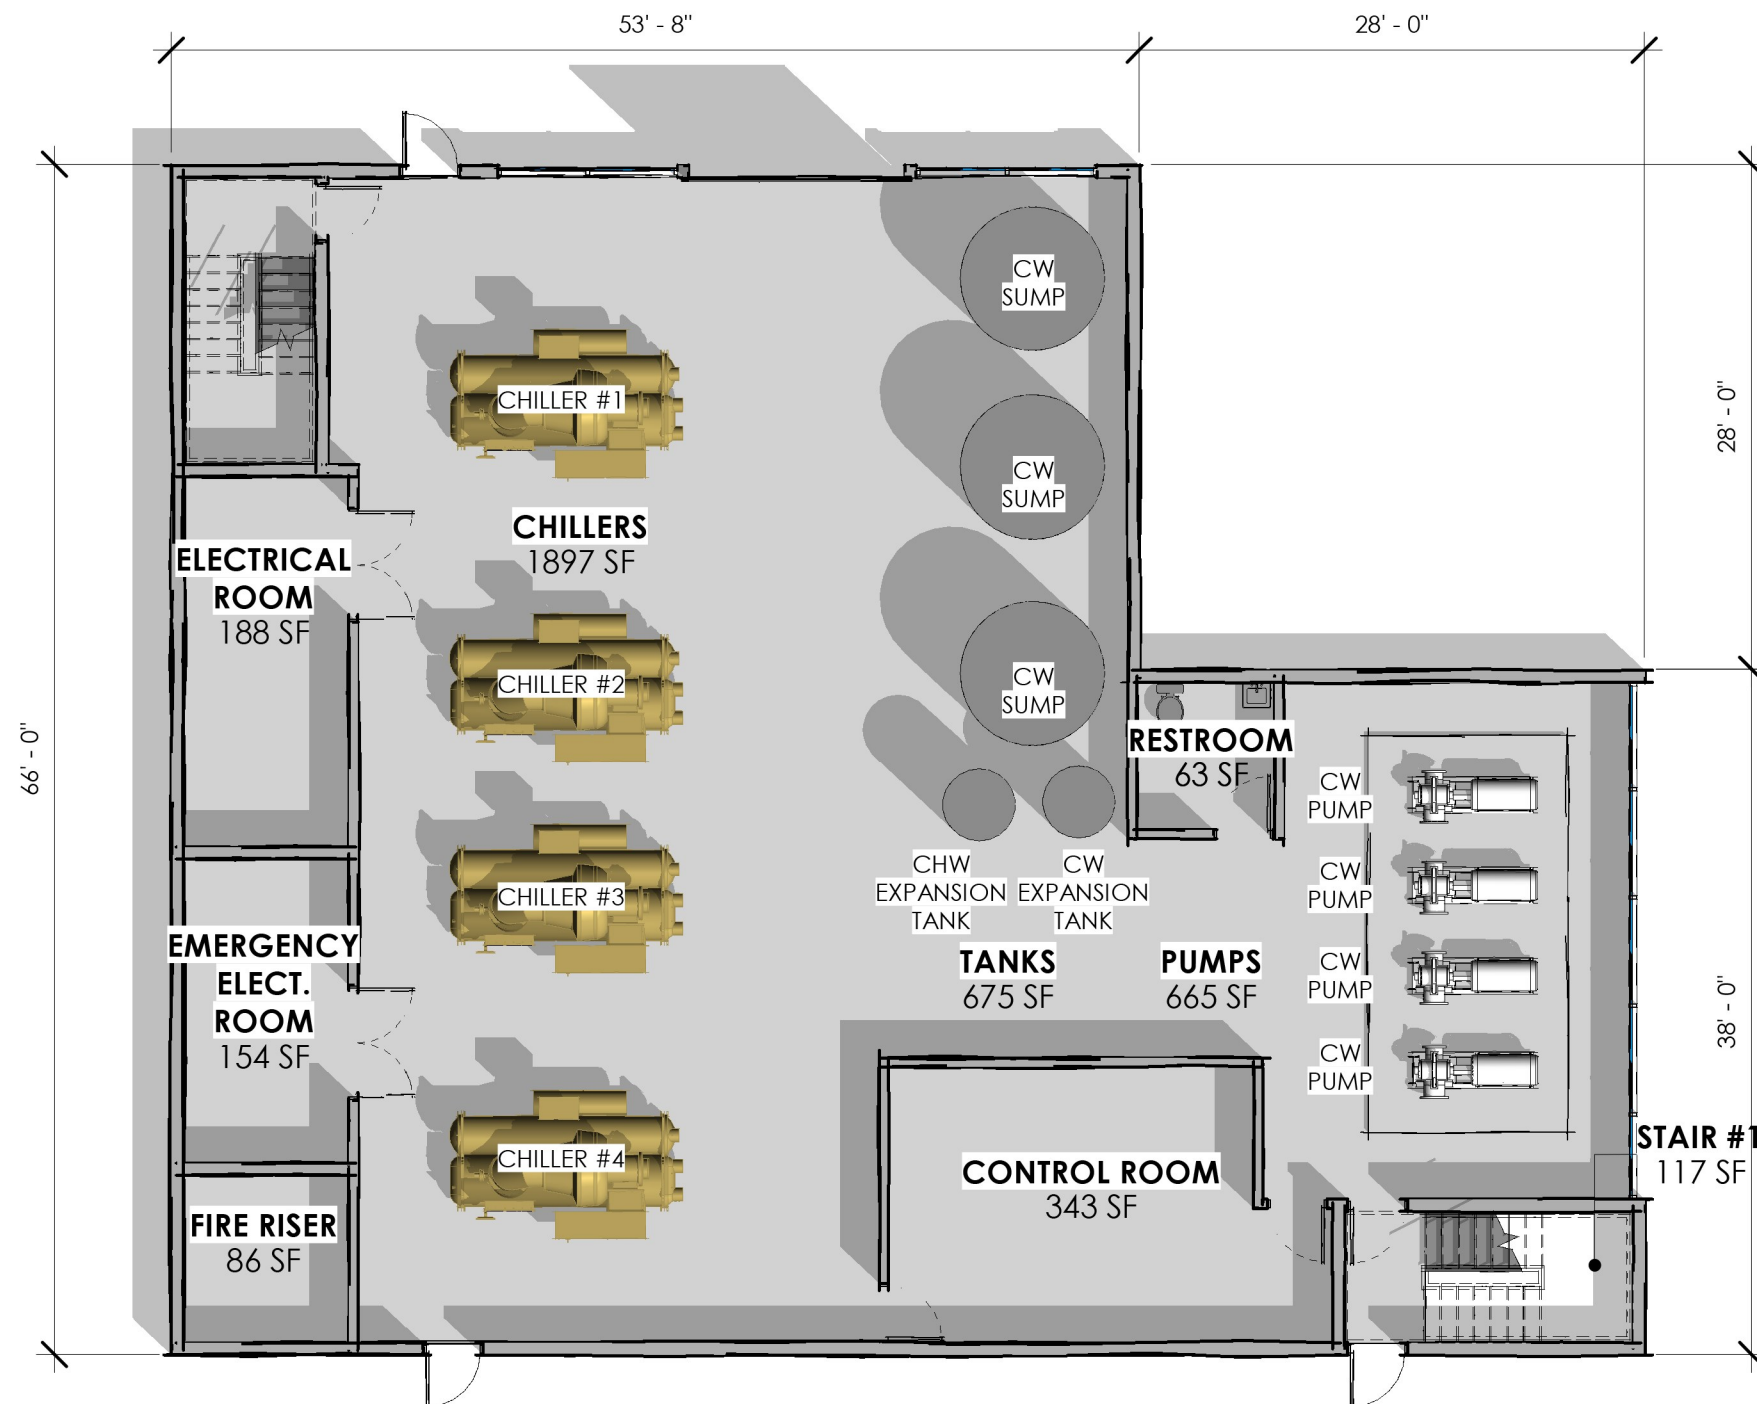 53' - 8"
28' - 0"
66' - 0"
28' - 0"
38' - 0"
CW
SUMP
CHILLER #1
CW
SUMP
CHILLERS
1897 SF
ELECTRICAL
ROOM
188 SF
CHILLER #2
CW
SUMP
RESTROOM
63 SF
CW
PUMP
CHILLER #3
CHW
EXPANSION
TANK
CW
EXPANSION
TANK
CW
PUMP
EMERGENCY
ELECT.
ROOM
154 SF
TANKS
675 SF
PUMPS
665 SF
CW
PUMP
CW
PUMP
CHILLER #4
CONTROL ROOM
343 SF
STAIR #1
117 SF
FIRE RISER
86 SF